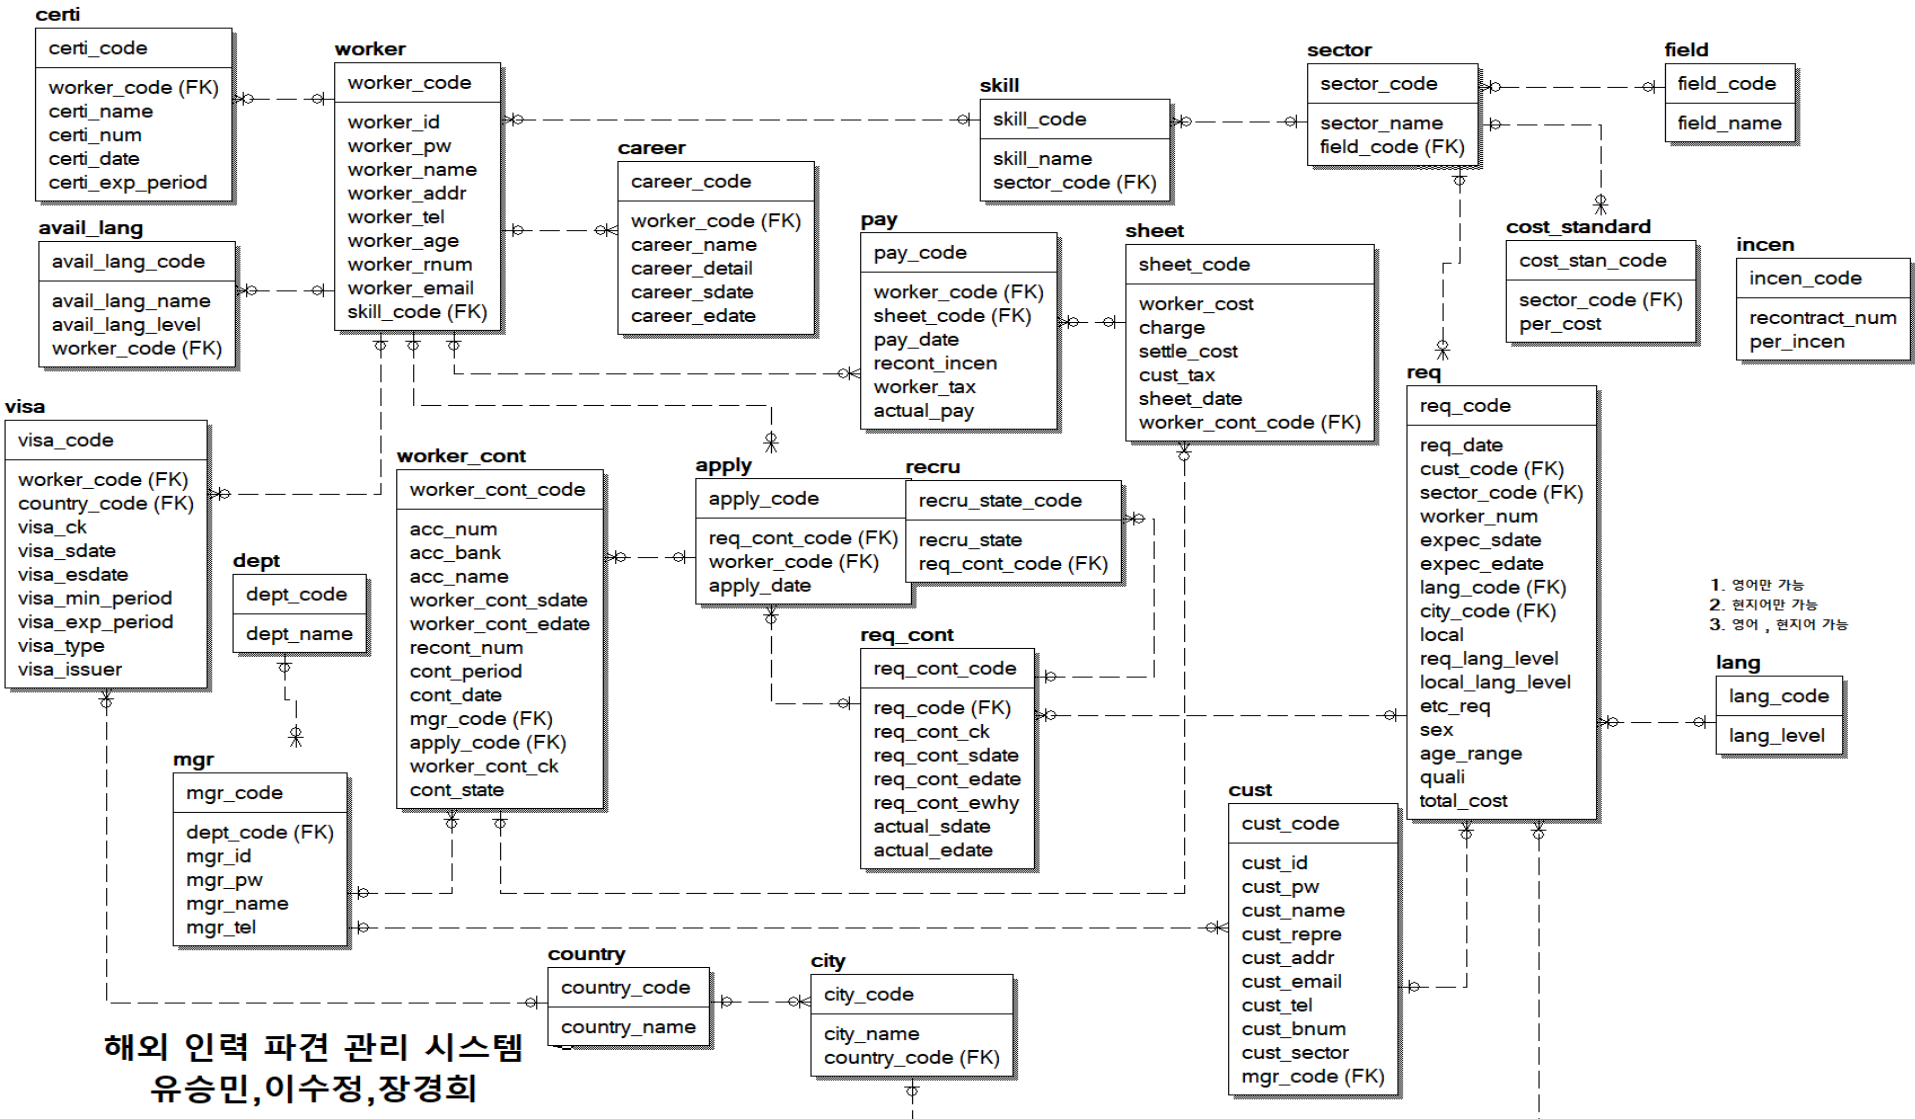 certi
certi_code
worker_code (FK)
certi_name
certi_num
certi_date
certi_exp_period
worker
worker_code
worker_id
worker_pw
worker_name
worker_addr
worker_tel
worker_age
worker_rnum
worker_email
skill_code (FK)
career
career_code
worker_code (FK)
career_name
career_detail
career_sdate
career_edate
skill
skill_code
skill_name
sector_code (FK)
sector
sector_code
sector_name
field_code (FK)
field
field_code
field_name
avail_lang
avail_lang_code
avail_lang_name
avail_lang_level
worker_code (FK)
pay
pay_code
worker_code (FK)
sheet_code (FK)
pay_date
recont_incen
worker_tax
actual_pay
sheet
sheet_code
worker_cost
charge
settle_cost
cust_tax
sheet_date
worker_cont_code (FK)
cost_standard
cost_stan_code
sector_code (FK)
per_cost
incen
incen_code
recontract_num
per_incen
visa
visa_code
worker_code (FK)
country_code (FK)
visa_ck
visa_sdate
visa_esdate
visa_min_period
visa_exp_period
visa_type
visa_issuer
dept
dept_code
dept_name
worker_cont
worker_cont_code
acc_num
acc_bank
acc_name
worker_cont_sdate
worker_cont_edate
recont_num
cont_period
cont_date
mgr_code (FK)
apply_code (FK)
worker_cont_ck
cont_state
apply
apply_code
req_cont_code (FK)
worker_code (FK)
apply_date
recru
recru_state_code
recru_state
req_cont_code (FK)
req_cont
req_cont_code
req_code (FK)
req_cont_ck
req_cont_sdate
req_cont_edate
req_cont_ewhy
actual_sdate
actual_edate
req
req_code
req_date
cust_code (FK)
sector_code (FK)
worker_num
expec_sdate
expec_edate
lang_code (FK)
city_code (FK)
local
req_lang_level
local_lang_level
etc_req
sex
age_range
quali
total_cost
1. 영어만 가능
2. 현지어만 가능
3. 영어 , 현지어 가능
lang
lang_code
lang_level
mgr
mgr_code
dept_code (FK)
mgr_id
mgr_pw
mgr_name
mgr_tel
cust
cust_code
cust_id
cust_pw
cust_name
cust_repre
cust_addr
cust_email
cust_tel
cust_bnum
cust_sector
mgr_code (FK)
country
country_code
country_name
city
city_code
city_name
country_code (FK)
해외 인력 파견 관리 시스템
유승민,이수정,장경희